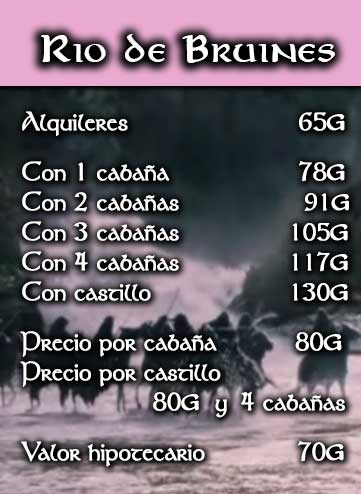 Rio de Bruines
Alquileres 65G
Con 1 cabaña 78G
Con 2 cabañas 91G
Con 3 cabañas 105G
Con 4 cabañas 117G
Con castillo 130G
Precio por cabaña 80G
Precio por castillo
80G y 4 cabañas
Valor hipotecario 70G